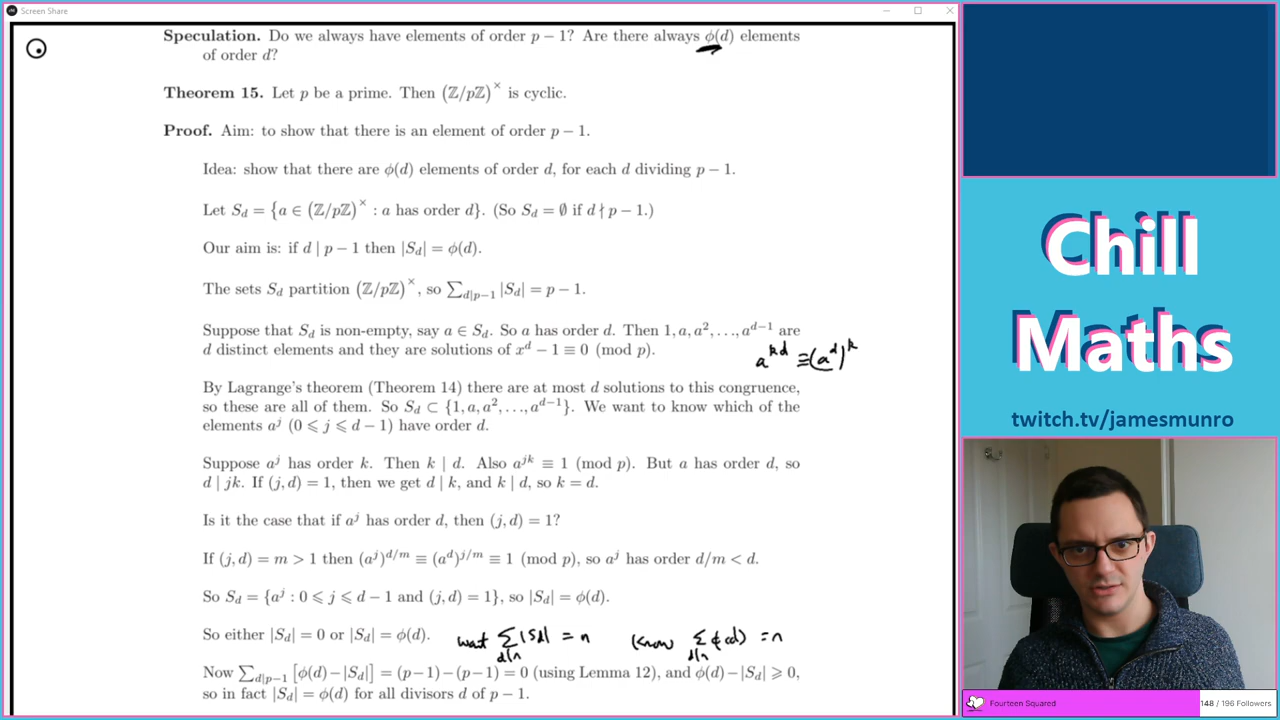 Screen Share
Speculation. Do we always have elements of order p − 1? Are there always ϕ(d) elements
of order d?
Theorem 15. Let p be a prime. Then (ℤ/pℤ)^× is cyclic.
Proof. Aim: to show that there is an element of order p − 1.
Idea: show that there are ϕ(d) elements of order d, for each d dividing p − 1.
Let S_d = {a ∈ (ℤ/pℤ)^× : a has order d}. (So S_d = ∅ if d ∤ p − 1.)
Our aim is: if d | p − 1 then |S_d| = ϕ(d).
The sets S_d partition (ℤ/pℤ)^×, so ∑_{d|p−1} |S_d| = p − 1.
Suppose that S_d is non-empty, say a ∈ S_d. So a has order d. Then 1, a, a², . . . , a^{d−1} are
d distinct elements and they are solutions of x^d − 1 ≡ 0 (mod p).
a^{kd} ≡ (a^d)^k
By Lagrange's theorem (Theorem 14) there are at most d solutions to this congruence,
so these are all of them. So S_d ⊂ {1, a, a², . . . , a^{d−1}}. We want to know which of the
elements a^j (0 ⩽ j ⩽ d − 1) have order d.
Suppose a^j has order k. Then k | d. Also a^{jk} ≡ 1 (mod p). But a has order d, so
d | jk. If (j, d) = 1, then we get d | k, and k | d, so k = d.
Is it the case that if a^j has order d, then (j, d) = 1?
If (j, d) = m > 1 then (a^j)^{d/m} ≡ (a^d)^{j/m} ≡ 1 (mod p), so a^j has order d/m < d.
So S_d = {a^j : 0 ⩽ j ⩽ d − 1 and (j, d) = 1}, so |S_d| = ϕ(d).
So either |S_d| = 0 or |S_d| = ϕ(d).
want ∑_{d|n} |S_d| = n know ∑_{d|n} ϕ(d) = n
Now ∑_{d|p−1} [ϕ(d) − |S_d|] = (p−1) − (p−1) = 0 (using Lemma 12), and ϕ(d) − |S_d| ⩾ 0,
so in fact |S_d| = ϕ(d) for all divisors d of p − 1.
Chill
Maths
twitch.tv/jamesmunro
Fourteen Squared 148 / 196 Followers